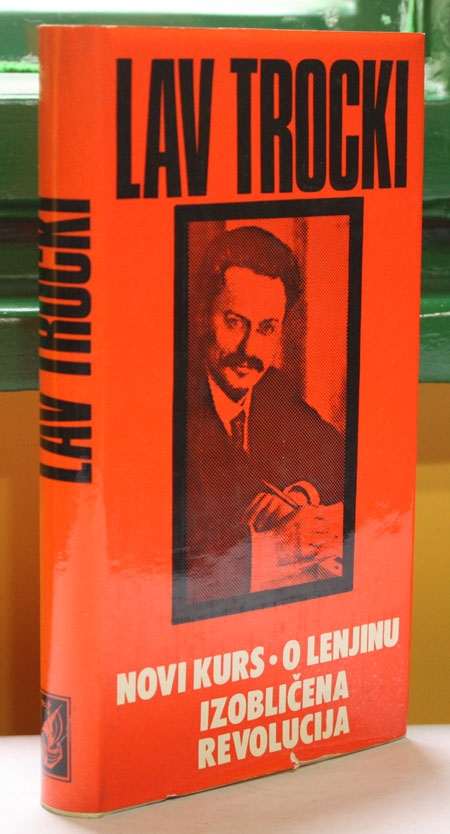 LAV TROCKI
LAV TROCKI
NOVI KURS • O LENJINU
IZOBLIČENA
REVOLUCIJA